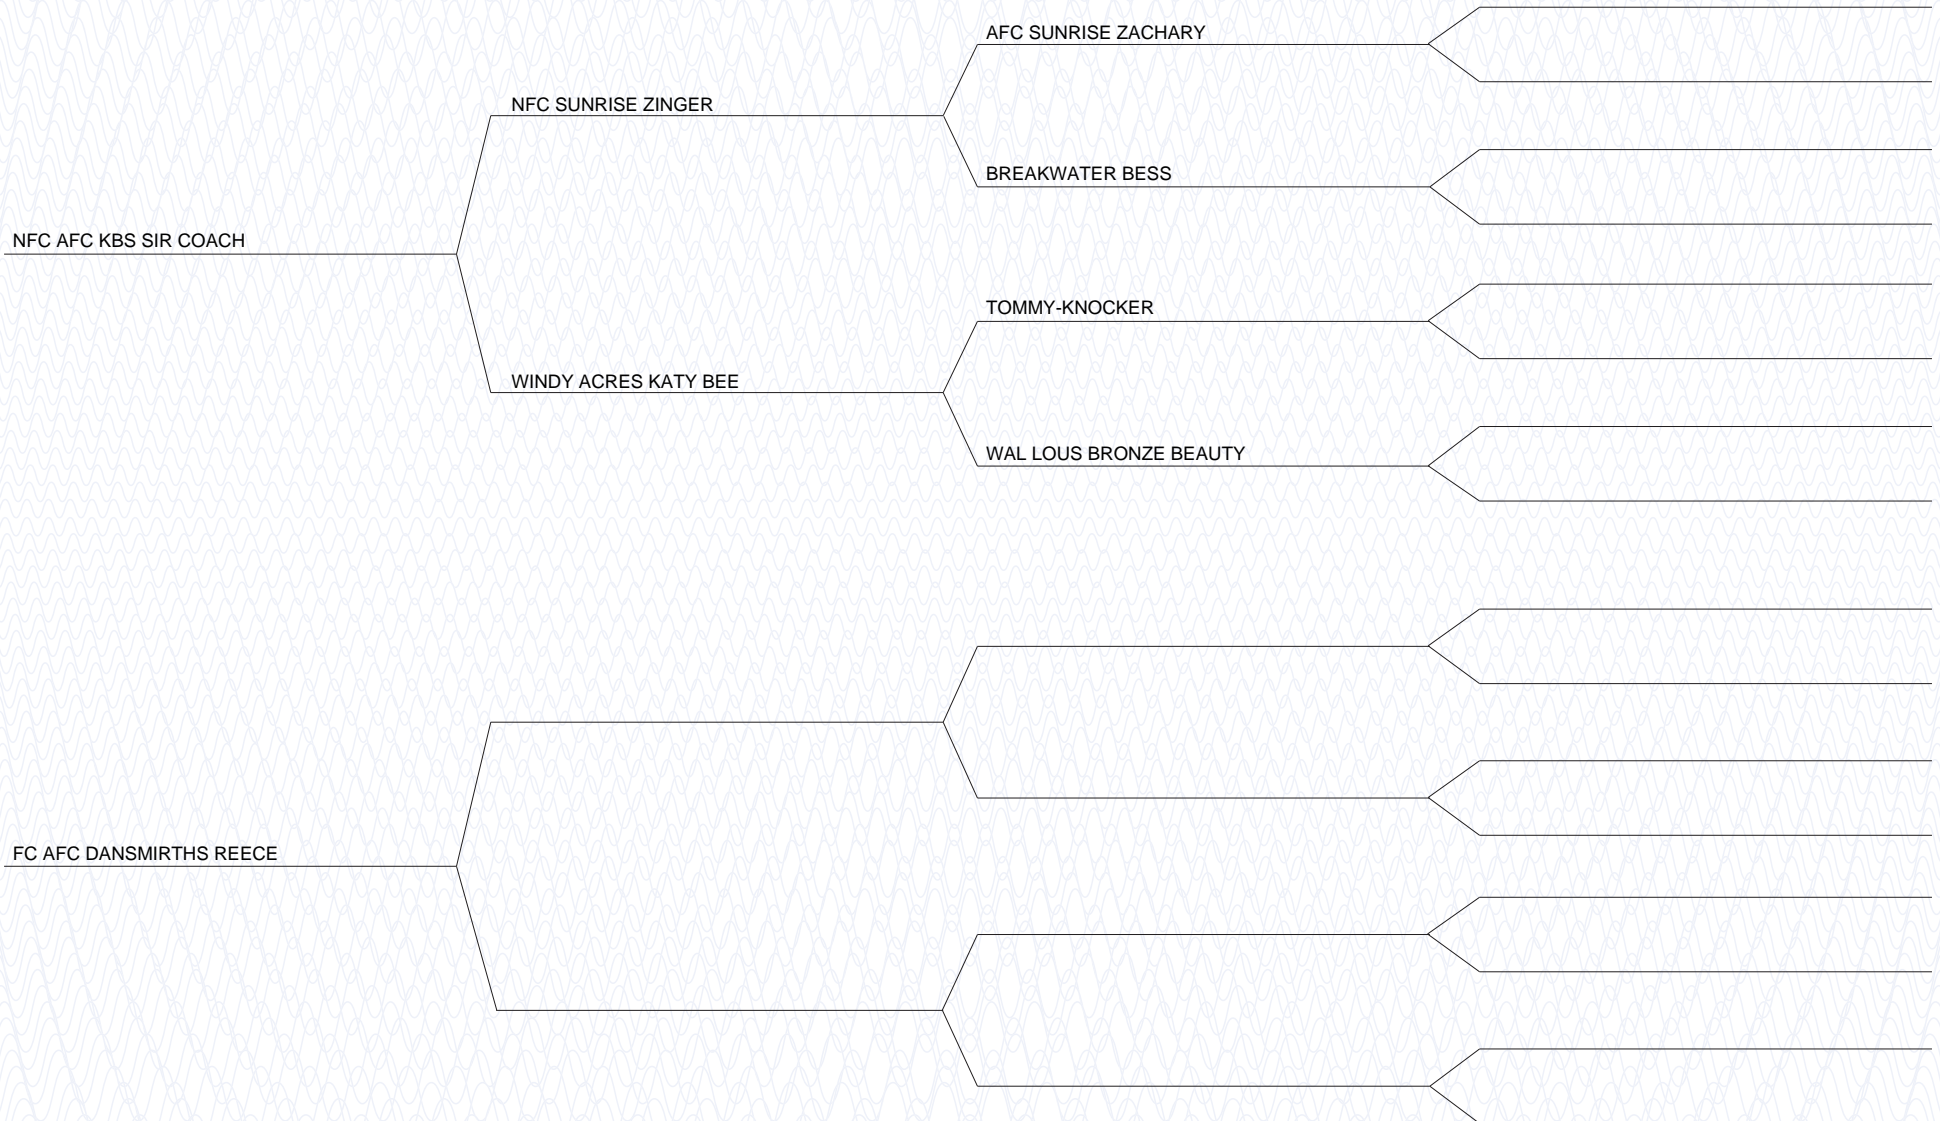 AFC SUNRISE ZACHARY
NFC SUNRISE ZINGER
BREAKWATER BESS
NFC AFC KBS SIR COACH
TOMMY-KNOCKER
WINDY ACRES KATY BEE
WAL LOUS BRONZE BEAUTY
FC AFC DANSMIRTHS REECE